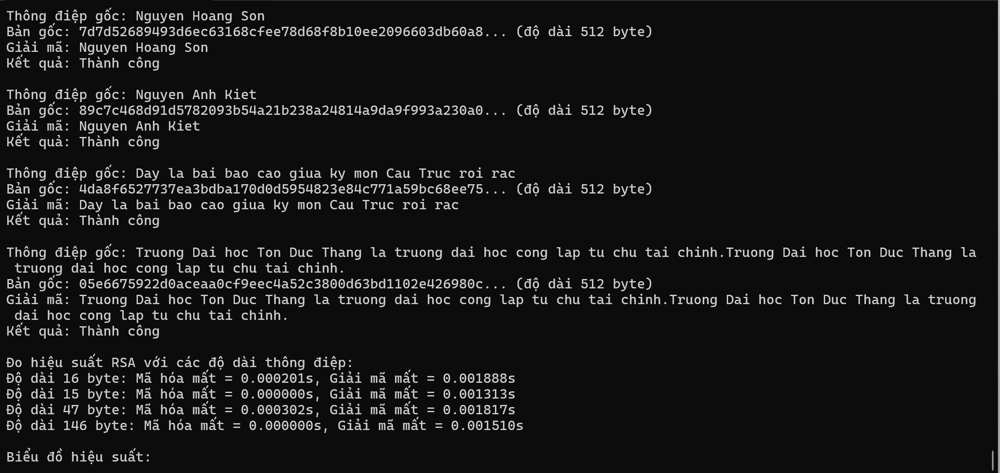 Thông điệp gốc: Nguyen Hoang Son
Bản gốc: 7d7d52689493d6ec63168cfee78d68f8b10ee2096603db60a8... (độ dài 512 byte)
Giải mã: Nguyen Hoang Son
Kết quả: Thành công
Thông điệp gốc: Nguyen Anh Kiet
Bản gốc: 89c7c468d91d5782093b54a21b238a24814a9da9f993a230a0... (độ dài 512 byte)
Giải mã: Nguyen Anh Kiet
Kết quả: Thành công
Thông điệp gốc: Day la bai bao cao giua ky mon Cau Truc roi rac
Bản gốc: 4da8f6527737ea3bdba170d0d5954823e84c771a59bc68ee75... (độ dài 512 byte)
Giải mã: Day la bai bao cao giua ky mon Cau Truc roi rac
Kết quả: Thành công
Thông điệp gốc: Truong Dai hoc Ton Duc Thang la truong dai hoc cong lap tu chu tai chinh.Truong Dai hoc Ton Duc Thang la
truong dai hoc cong lap tu chu tai chinh.
Bản gốc: 05e6675922d0aceaa0cf9eec4a52c3800d63bd1102e426980c... (độ dài 512 byte)
Giải mã: Truong Dai hoc Ton Duc Thang la truong dai hoc cong lap tu chu tai chinh.Truong Dai hoc Ton Duc Thang la truong
dai hoc cong lap tu chu tai chinh.
Kết quả: Thành công
Đo hiệu suất RSA với các độ dài thông điệp:
Độ dài 16 byte: Mã hóa mất = 0.000201s, Giải mã mất = 0.001888s
Độ dài 15 byte: Mã hóa mất = 0.000000s, Giải mã mất = 0.001313s
Độ dài 47 byte: Mã hóa mất = 0.000302s, Giải mã mất = 0.001817s
Độ dài 146 byte: Mã hóa mất = 0.000000s, Giải mã mất = 0.001510s
Biểu đồ hiệu suất: